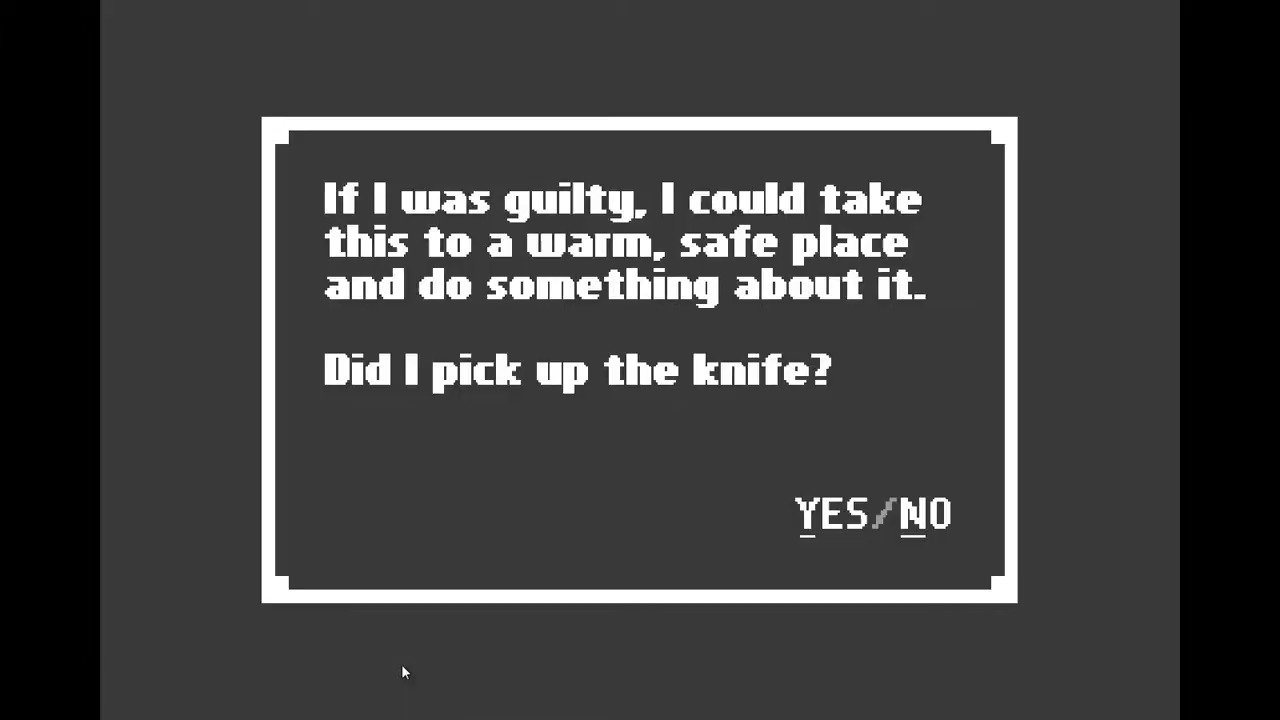 If I was guilty, I could take
this to a warm, safe place
and do something about it.
Did I pick up the knife?
YES/NO